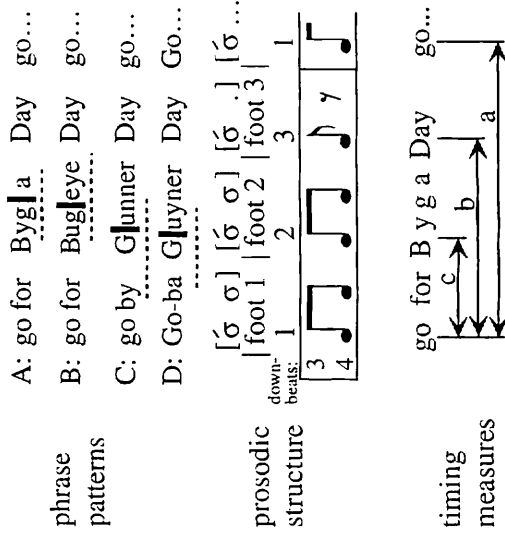 phrase patterns
A: go for Bygla Day go...
B: go for Bugleye Day go...
C: go by Glunner Day go...
D: Go-ba Gluyner Day Go...
prosodic structure
[σ́ σ] [σ́ σ] [σ́ .] [σ́ ...
| foot 1 | foot 2 | foot 3 |
down-beats: 1 2 3 1
3
4
timing measures
go for Bygla Day go...
c
b
a